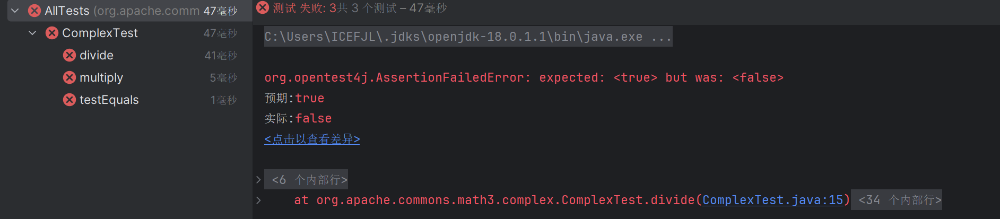 AllTests (org.apache.comm 47毫秒
ComplexTest 47毫秒
divide 41毫秒
multiply 5毫秒
testEquals 1毫秒
测试 失败: 3共 3 个测试 – 47毫秒
C:\Users\ICEFJL\.jdks\openjdk-18.0.1.1\bin\java.exe ...
org.opentest4j.AssertionFailedError: expected: <true> but was: <false>
预期:true
实际:false
<点击以查看差异>
<6 个内部行>
at org.apache.commons.math3.complex.ComplexTest.divide(ComplexTest.java:15) <34 个内部行>